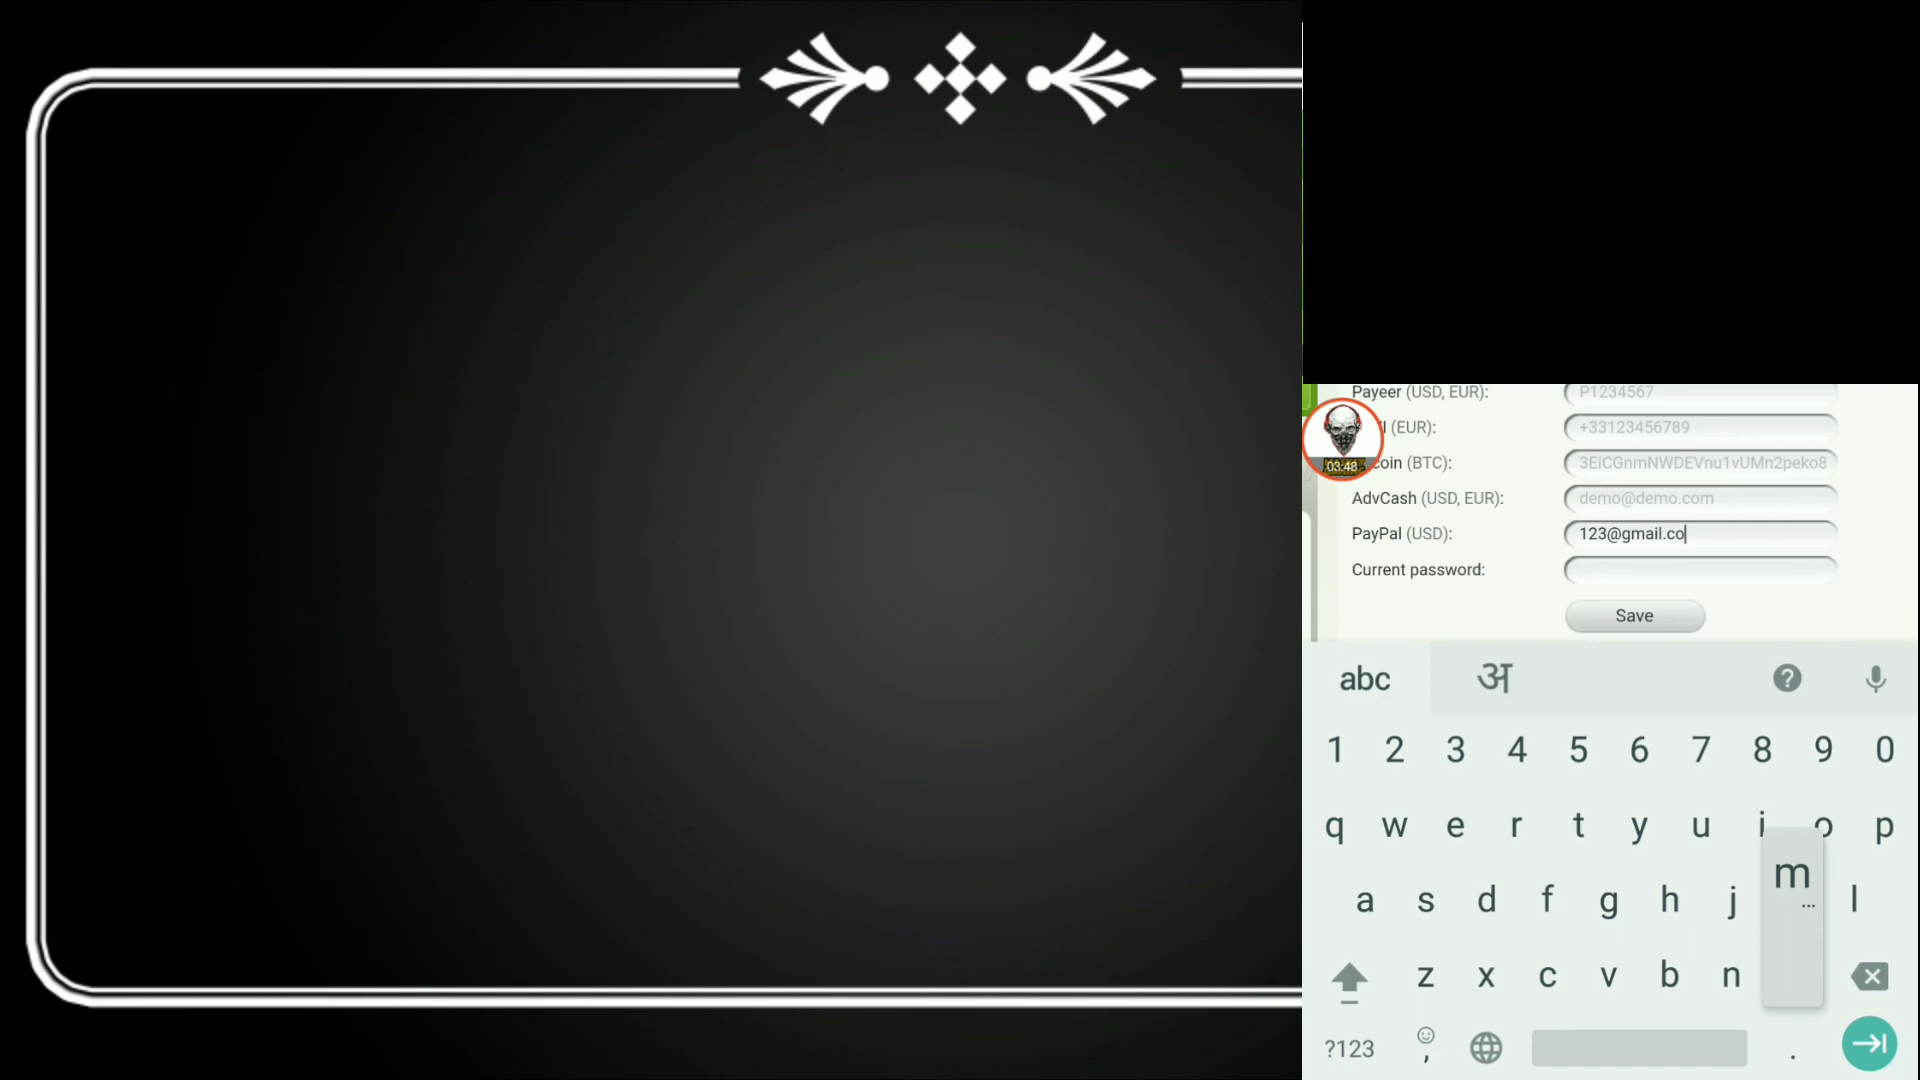 Payeer (USD, EUR): P1234567
(EUR): +33123456789
coin (BTC): 3EiCGnmNWDEVnu1vUMn2peko8
03:48
AdvCash (USD, EUR): demo@demo.com
PayPal (USD): 123@gmail.co
Current password:
Save
abc अ
1 2 3 4 5 6 7 8 9 0
q w e r t y u i o p
a s d f g h j m l
...
z x c v b n
?123 , .